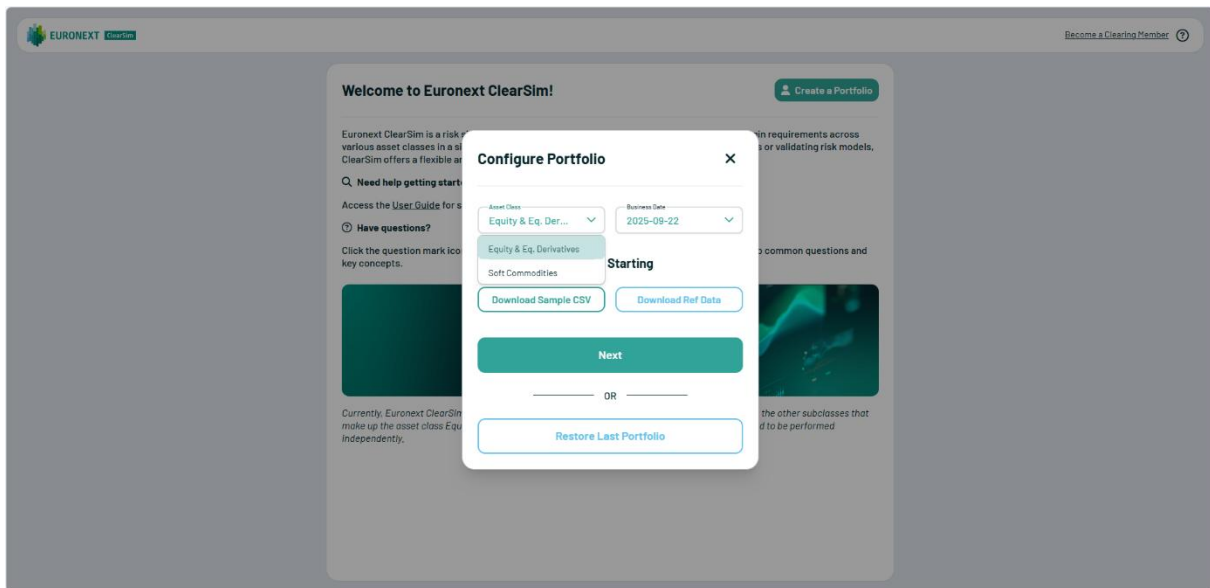 EURONEXT ClearSim
Become a Clearing Member ?
Welcome to Euronext ClearSim!
Create a Portfolio
Euronext ClearSim is a risk
in requirements across
various asset classes in a si
s or validating risk models,
ClearSim offers a flexible an
Need help getting start
Access the User Guide for s
Have questions?
Click the question mark ico
o common questions and
key concepts.
Configure Portfolio
Asset Class
Equity & Eq. Der...
Business Date
2025-09-22
Equity & Eq. Derivatives
Soft Commodities
Starting
Download Sample CSV
Download Ref Data
Next
OR
Restore Last Portfolio
Currently, Euronext ClearSim
the other subclasses that
make up the asset class Equ
d to be performed
independently.